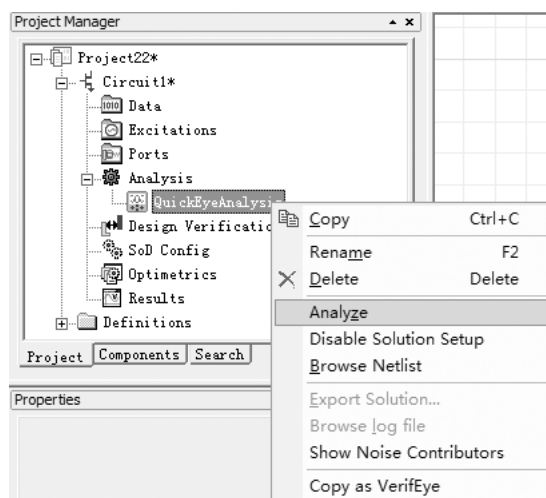 Project Manager
Project22*
Circuit1*
Data
Excitations
Ports
Analysis
QuickEyeAnalysis
Design Verificatio
SoD Config
Optimetrics
Results
Definitions
Project Components Search
Properties
Copy Ctrl+C
Rename F2
Delete Delete
Analyze
Disable Solution Setup
Browse Netlist
Export Solution...
Browse log file
Show Noise Contributors
Copy as VerifEye